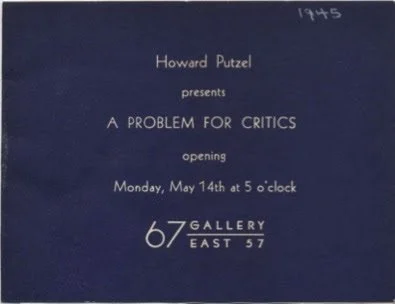 1945
Howard Putzel
presents
A PROBLEM FOR CRITICS
opening
Monday, May 14th at 5 o'clock
67 GALLERY
EAST 57